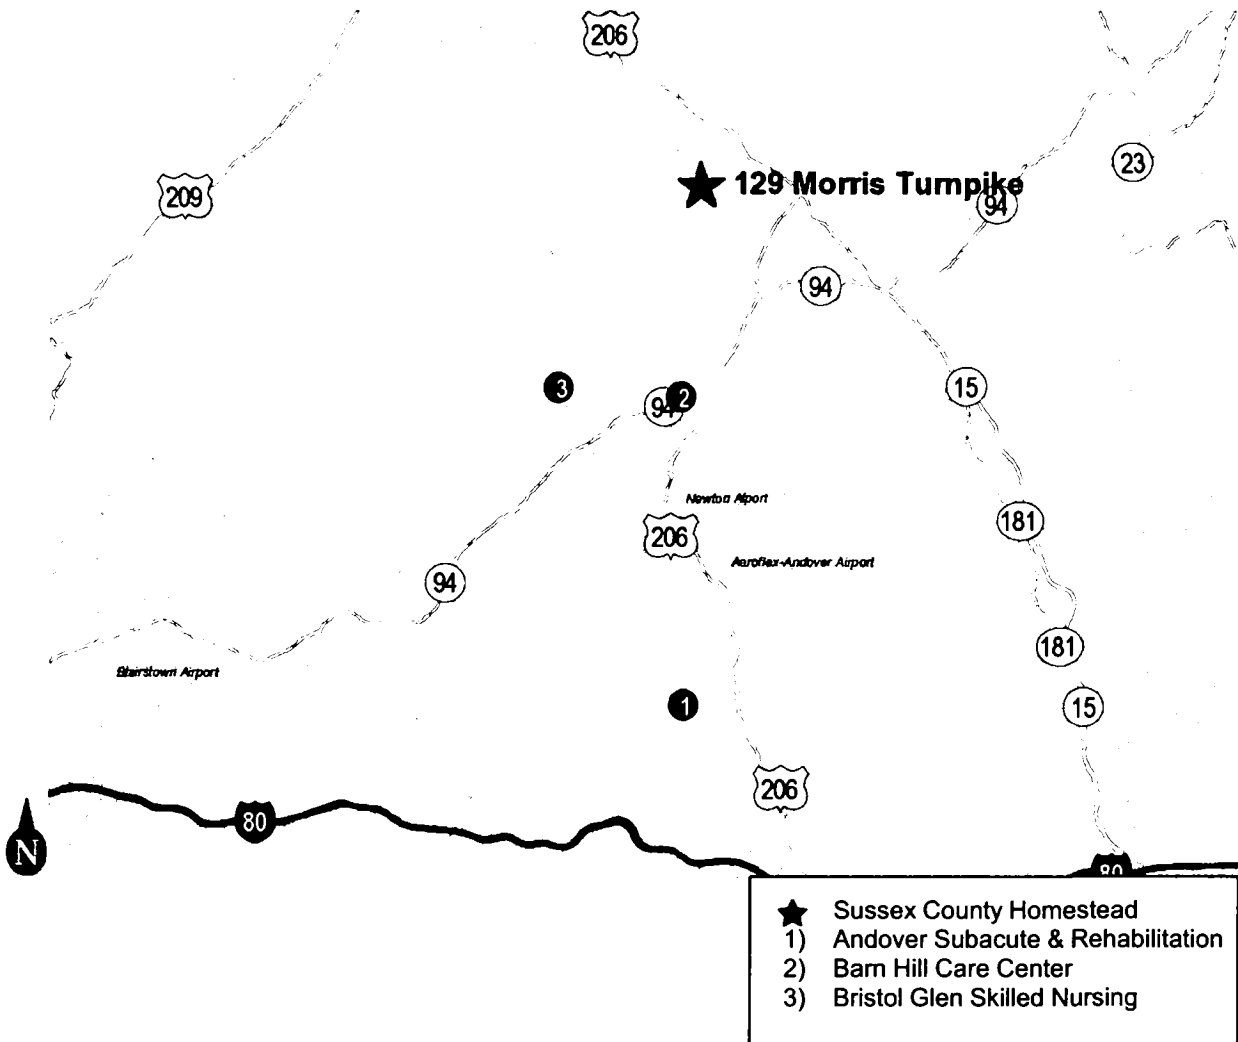 206
23
209
129 Morris Turnpike
94
94
3
94
2
15
Newton Airport
181
206
Aeroflex-Andover Airport
94
181
Blairstown Airport
1
15
206
80
N
80
Sussex County Homestead
1) Andover Subacute & Rehabilitation
2) Barn Hill Care Center
3) Bristol Glen Skilled Nursing